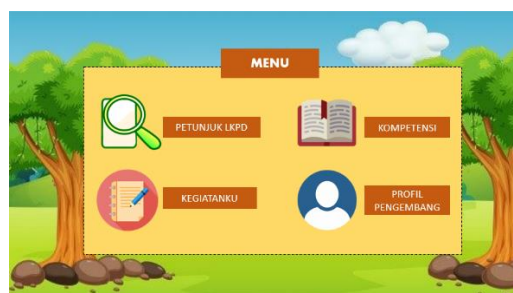 MENU
PETUNJUK LKPD
KOMPETENSI
KEGIATANKU
PROFIL
PENGEMBANG